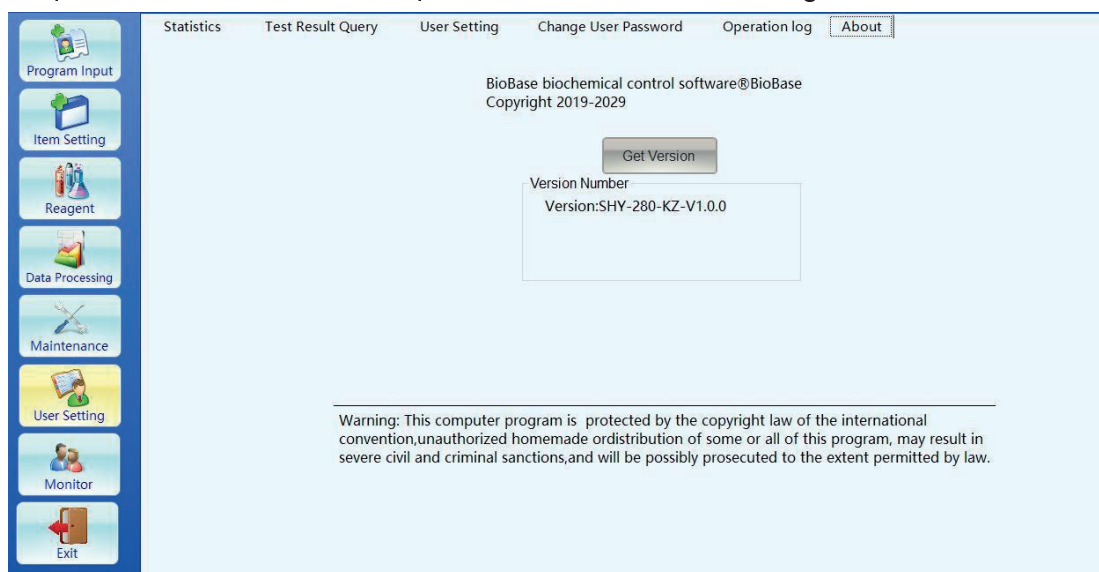 Statistics Test Result Query User Setting Change User Password Operation log About
Program Input
Item Setting
Reagent
Data Processing
Maintenance
User Setting
Monitor
Exit
BioBase biochemical control software®BioBase
Copyright 2019-2029
Get Version
Version Number
Version:SHY-280-KZ-V1.0.0
Warning: This computer program is protected by the copyright law of the international
convention,unauthorized homemade ordistribution of some or all of this program, may result in
severe civil and criminal sanctions,and will be possibly prosecuted to the extent permitted by law.